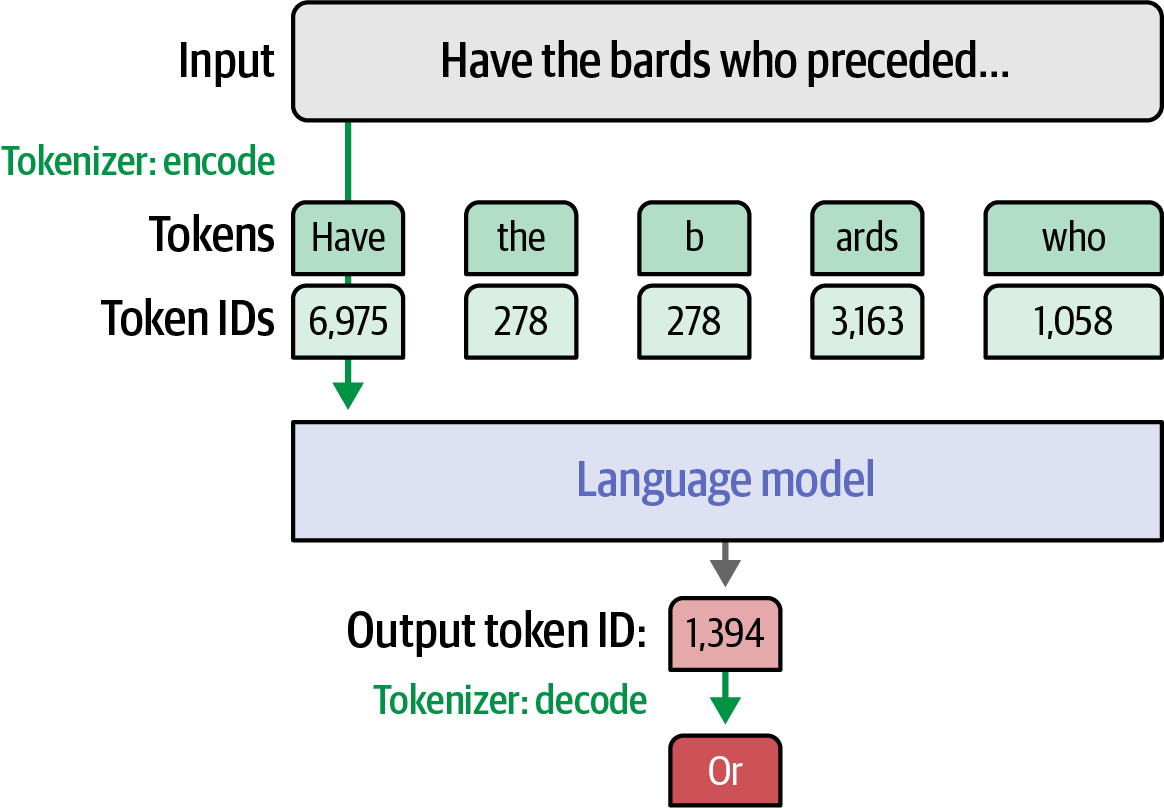 Input
Have the bards who preceded...
Tokenizer: encode
Tokens Have the b ards who
Token IDs 6,975 278 278 3,163 1,058
Language model
Output token ID: 1,394
Tokenizer: decode
Or